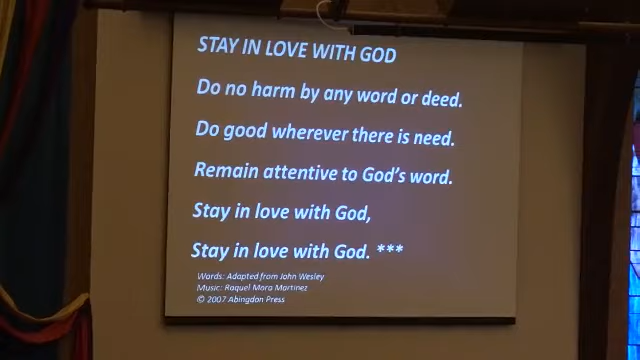 STAY IN LOVE WITH GOD
Do no harm by any word or deed.
Do good wherever there is need.
Remain attentive to God's word.
Stay in love with God,
Stay in love with God. ***
Words: Adapted from John Wesley
Music: Raquel Mora Martinez
© 2007 Abingdon Press